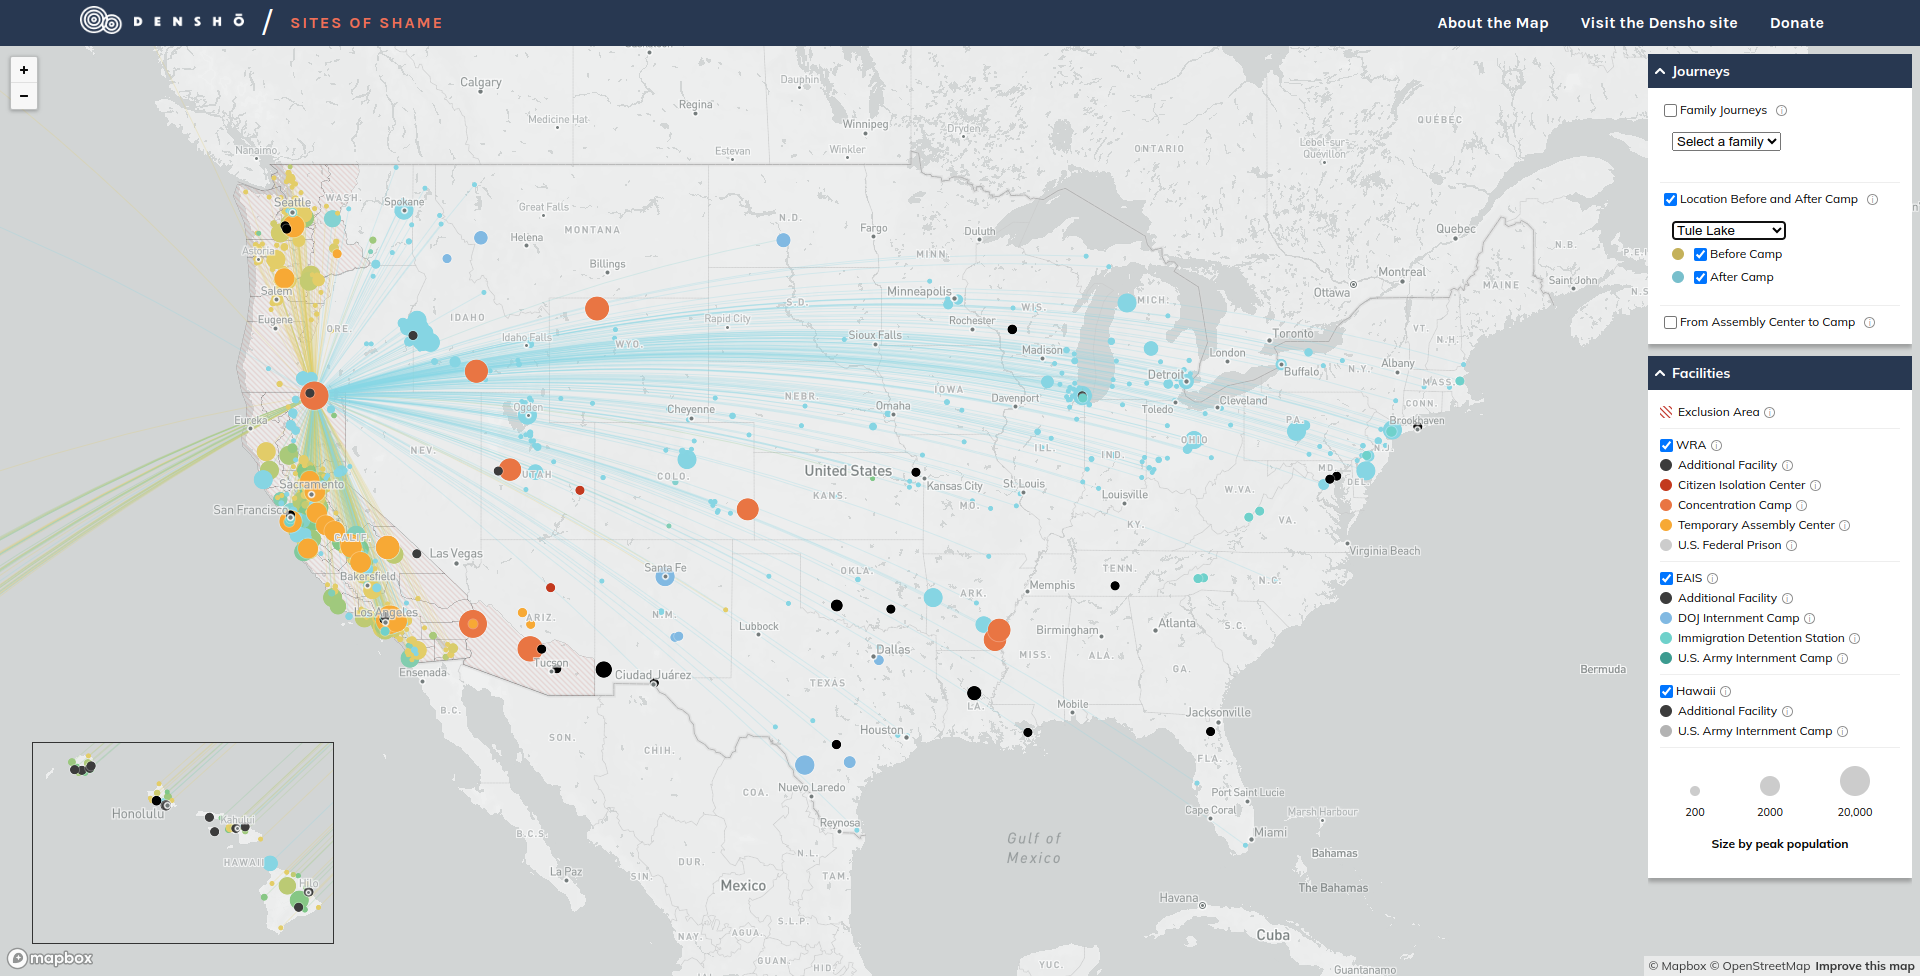 DENSHŌ / SITES OF SHAME
About the Map
Visit the Densho site
Donate
+
−
Journeys
Family Journeys
Select a family
Location Before and After Camp
Tule Lake
Before Camp
After Camp
From Assembly Center to Camp
Facilities
Exclusion Area
WRA
Additional Facility
Citizen Isolation Center
Concentration Camp
Temporary Assembly Center
U.S. Federal Prison
EAIS
Additional Facility
DOJ Internment Camp
Immigration Detention Station
U.S. Army Internment Camp
Hawaii
Additional Facility
U.S. Army Internment Camp
200
2000
20,000
Size by peak population
Calgary
Dauphin
Regina
Medicine Hat
Winnipeg
Dryden
QUÉBEC
Nanaimo
Estevan
Winkler
ONTARIO
Lebel-sur-
Quévillon
WASH.
Seattle
Spokane
Great Falls
N.D.
Fargo
Duluth
Quebec
N.B.
P.E.I.
Astoria
Helena
MONTANA
MINN.
Billings
Montreal
Salem
Ottawa
MAINE
Saint John
N.S.
Minneapolis
S.D.
WIS.
MICH.
Eugene
IDAHO
Rapid City
Rochester
ORE.
Idaho Falls
Sioux Falls
Toronto
VT.
N.H.
WYO.
Madison
London
Albany
Detroit
Buffalo
N.Y.
MASS.
IOWA
Ogden
Cheyenne
NEBR.
Omaha
Davenport
Toledo
Cleveland
CONN.
Eureka
PA.
Brookhaven
NEV.
OHIO
ILL.
IND.
UTAH
COLO.
United States
MD.
DEL.
Sacramento
KANS.
Kansas City
St. Louis
W.VA.
San Francisco
MO.
Louisville
VA.
KY.
CALIF.
Las Vegas
Virginia Beach
Santa Fe
OKLA.
TENN.
Bakersfield
Memphis
N.C.
ARK.
Los Angeles
ARIZ.
N.M.
Lubbock
Birmingham
Atlanta
S.C.
Dallas
MISS.
ALA.
Tucson
GA.
Ensenada
Ciudad Juárez
TEXAS
Bermuda
B.C.
LA.
Mobile
Jacksonville
SON.
Houston
CHIH.
FLA.
COA.
Nuevo Laredo
Port Saint Lucie
Cape Coral
Marsh Harbour
Reynosa
B.C.S.
Gulf of
Mexico
Miami
N.L.
Bahamas
DUR.
La Paz
SIN.
TAM.
Mexico
The Bahamas
Havana
S.L.P.
NAY.
AGUA.
Cuba
GUAN.
HID.
YUC.
Guantanamo
Honolulu
Kahului
HAWAII
Hilo
mapbox
© Mapbox © OpenStreetMap Improve this map